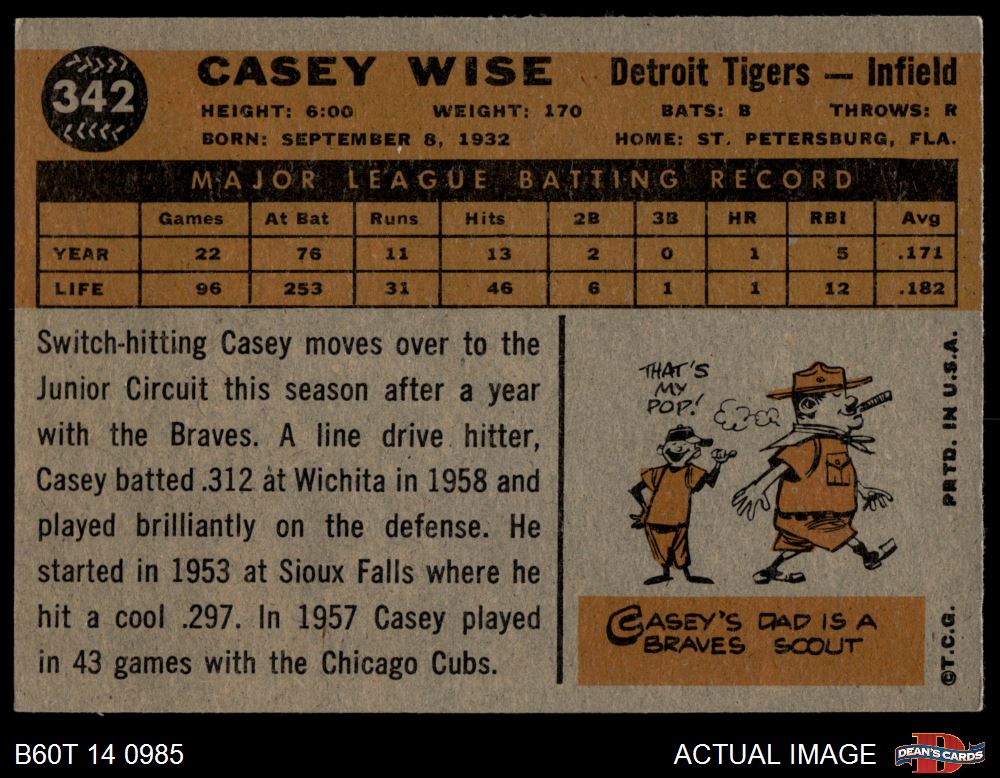 342
CASEY WISE Detroit Tigers — Infield
HEIGHT: 6:00 WEIGHT: 170 BATS: B THROWS: R
BORN: SEPTEMBER 8, 1932 HOME: ST. PETERSBURG, FLA.
MAJOR LEAGUE BATTING RECORD
Games At Bat Runs Hits 2B 3B HR RBI Avg
YEAR 22 76 11 13 2 0 1 5 .171
LIFE 96 253 31 46 6 1 1 12 .182
Switch-hitting Casey moves over to the
Junior Circuit this season after a year
with the Braves. A line drive hitter,
Casey batted .312 at Wichita in 1958 and
played brilliantly on the defense. He
started in 1953 at Sioux Falls where he
hit a cool .297. In 1957 Casey played
in 43 games with the Chicago Cubs.
THAT'S
MY
POP!
CASEY'S DAD IS A
BRAVES SCOUT
©T.C.G. PRTD. IN U.S.A.
B60T 14 0985 ACTUAL IMAGE DEAN'S CARDS